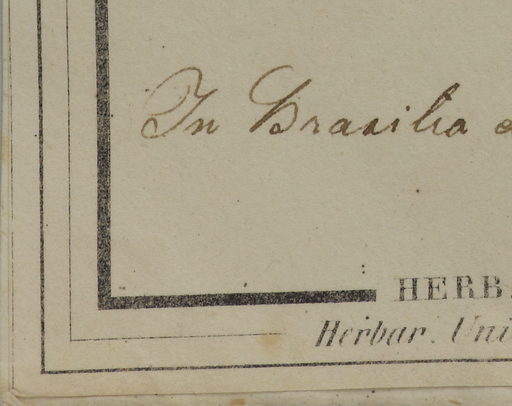 In Brasilia
HERB.
Herbar. Uni